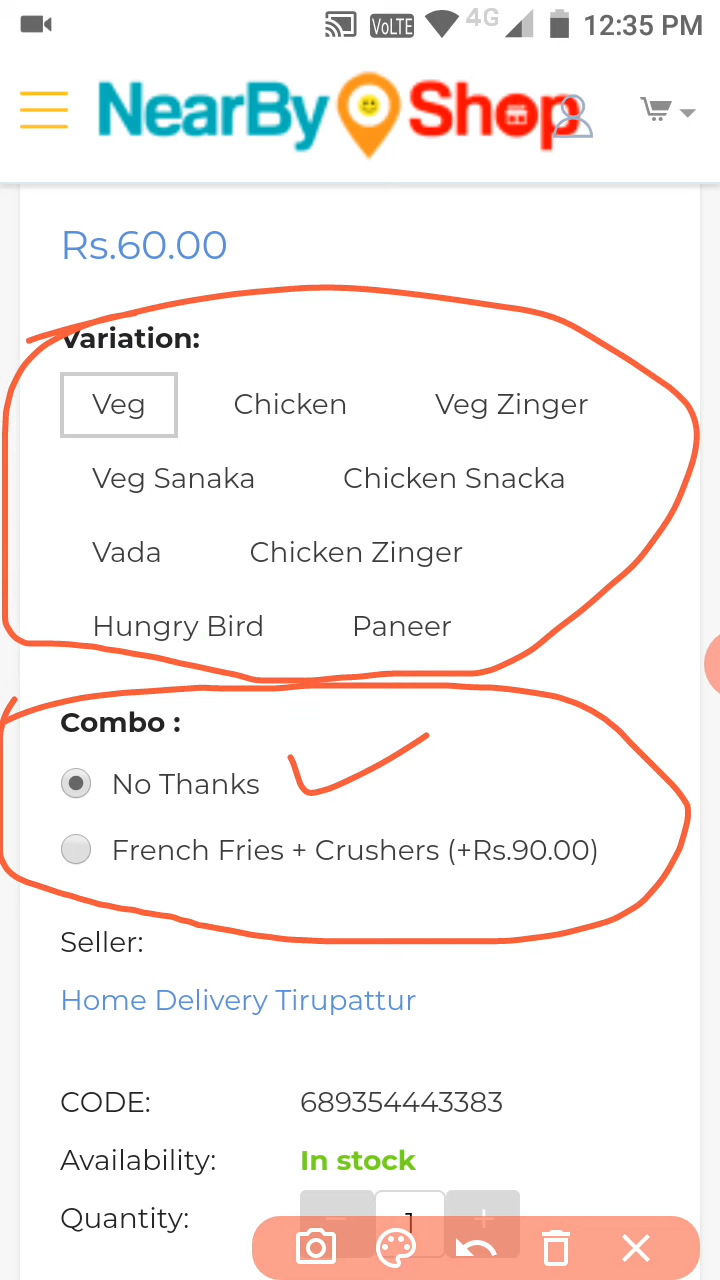 VoLTE 4G 12:35 PM
NearBy Shop
Rs.60.00
Variation:
Veg Chicken Veg Zinger
Veg Sanaka Chicken Snacka
Vada Chicken Zinger
Hungry Bird Paneer
Combo :
No Thanks
French Fries + Crushers (+Rs.90.00)
Seller:
Home Delivery Tirupattur
CODE: 689354443383
Availability: In stock
Quantity: − 1 +